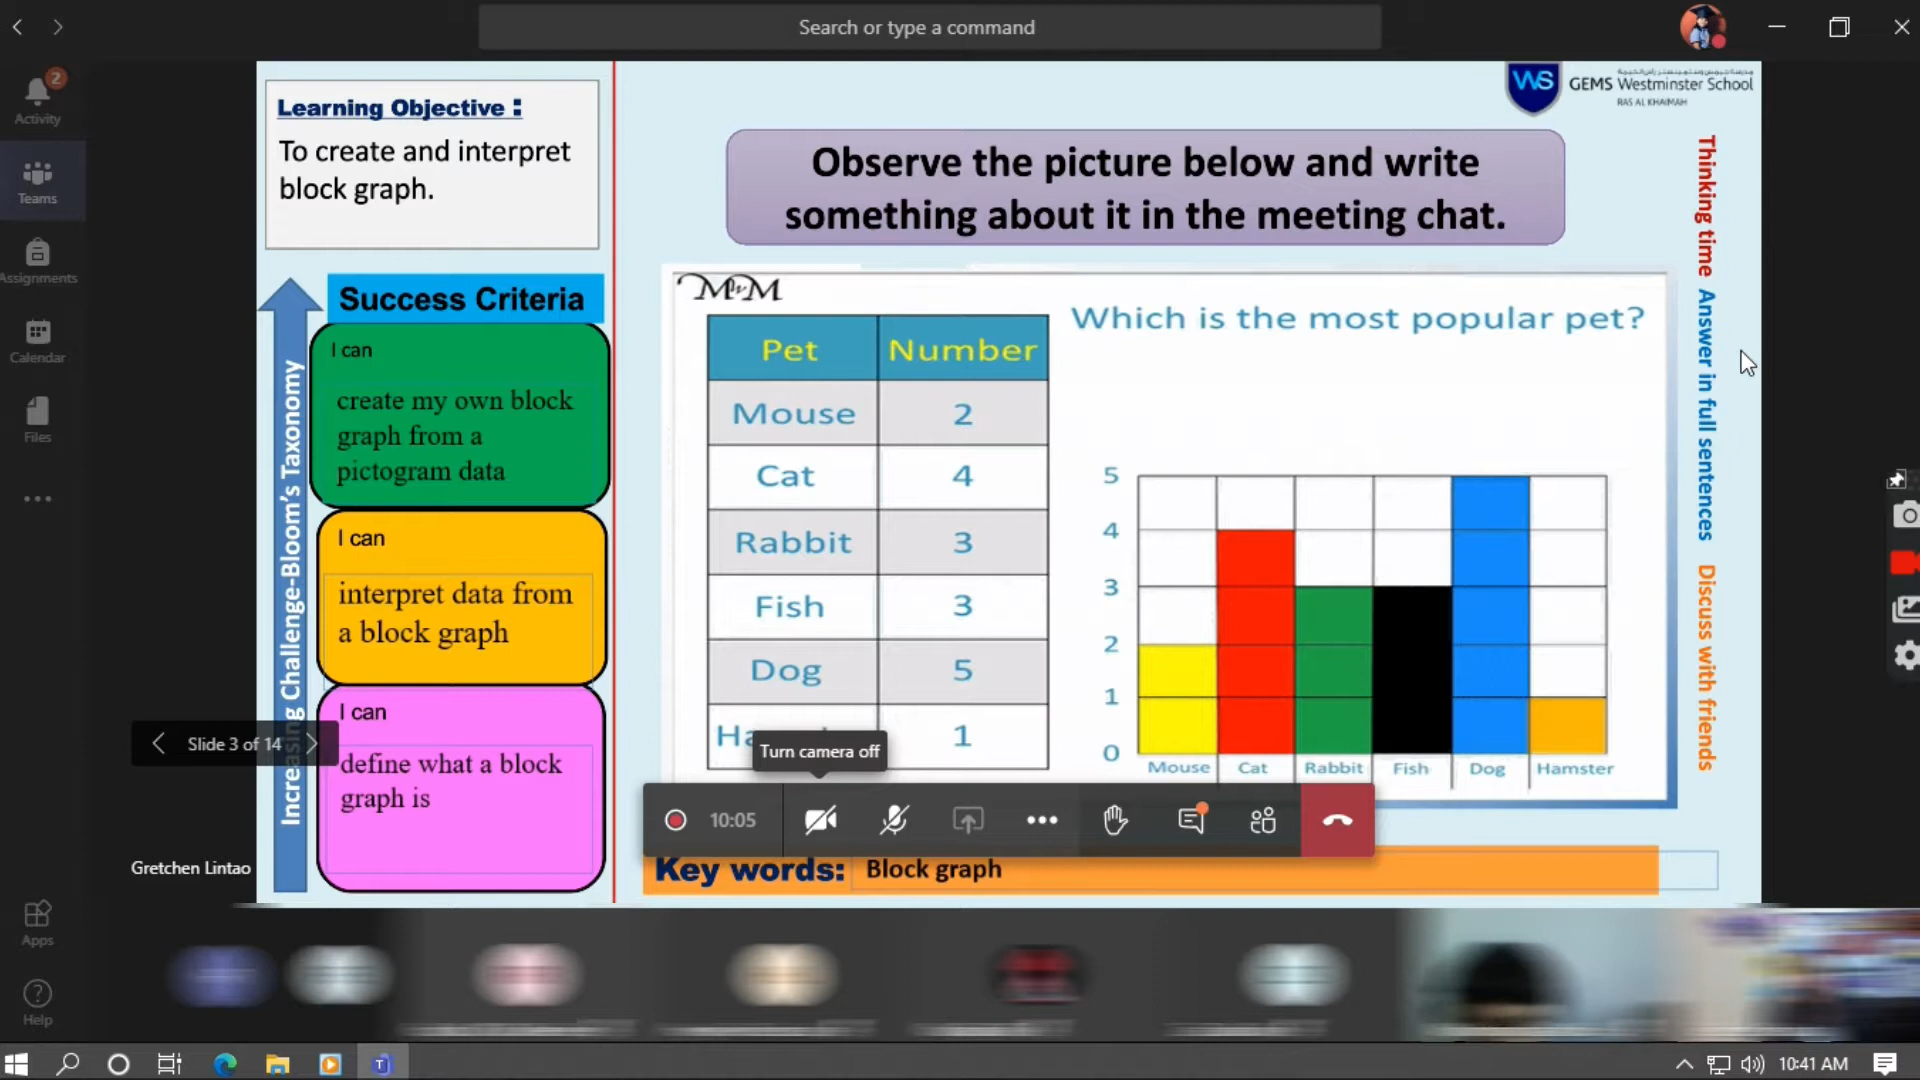 Search or type a command
2
Activity
Teams
Assignments
Calendar
Files
Apps
Help
Learning Objective :
To create and interpret
block graph.
Success Criteria
Increasing Challenge-Bloom's Taxonomy
I can
create my own block
graph from a
pictogram data
I can
interpret data from
a block graph
I can
define what a block
graph is
Slide 3 of 14
Gretchen Lintao
WS
GEMS Westminster School
RAS AL KHAIMAH
Observe the picture below and write
something about it in the meeting chat.
Thinking time Answer in full sentences Discuss with friends
Which is the most popular pet?
Pet Number
Mouse 2
Cat 4
Rabbit 3
Fish 3
Dog 5
Ha 1
5
4
3
2
1
0
Mouse Cat Rabbit Fish Dog Hamster
Turn camera off
10:05
Key words: Block graph
10:41 AM